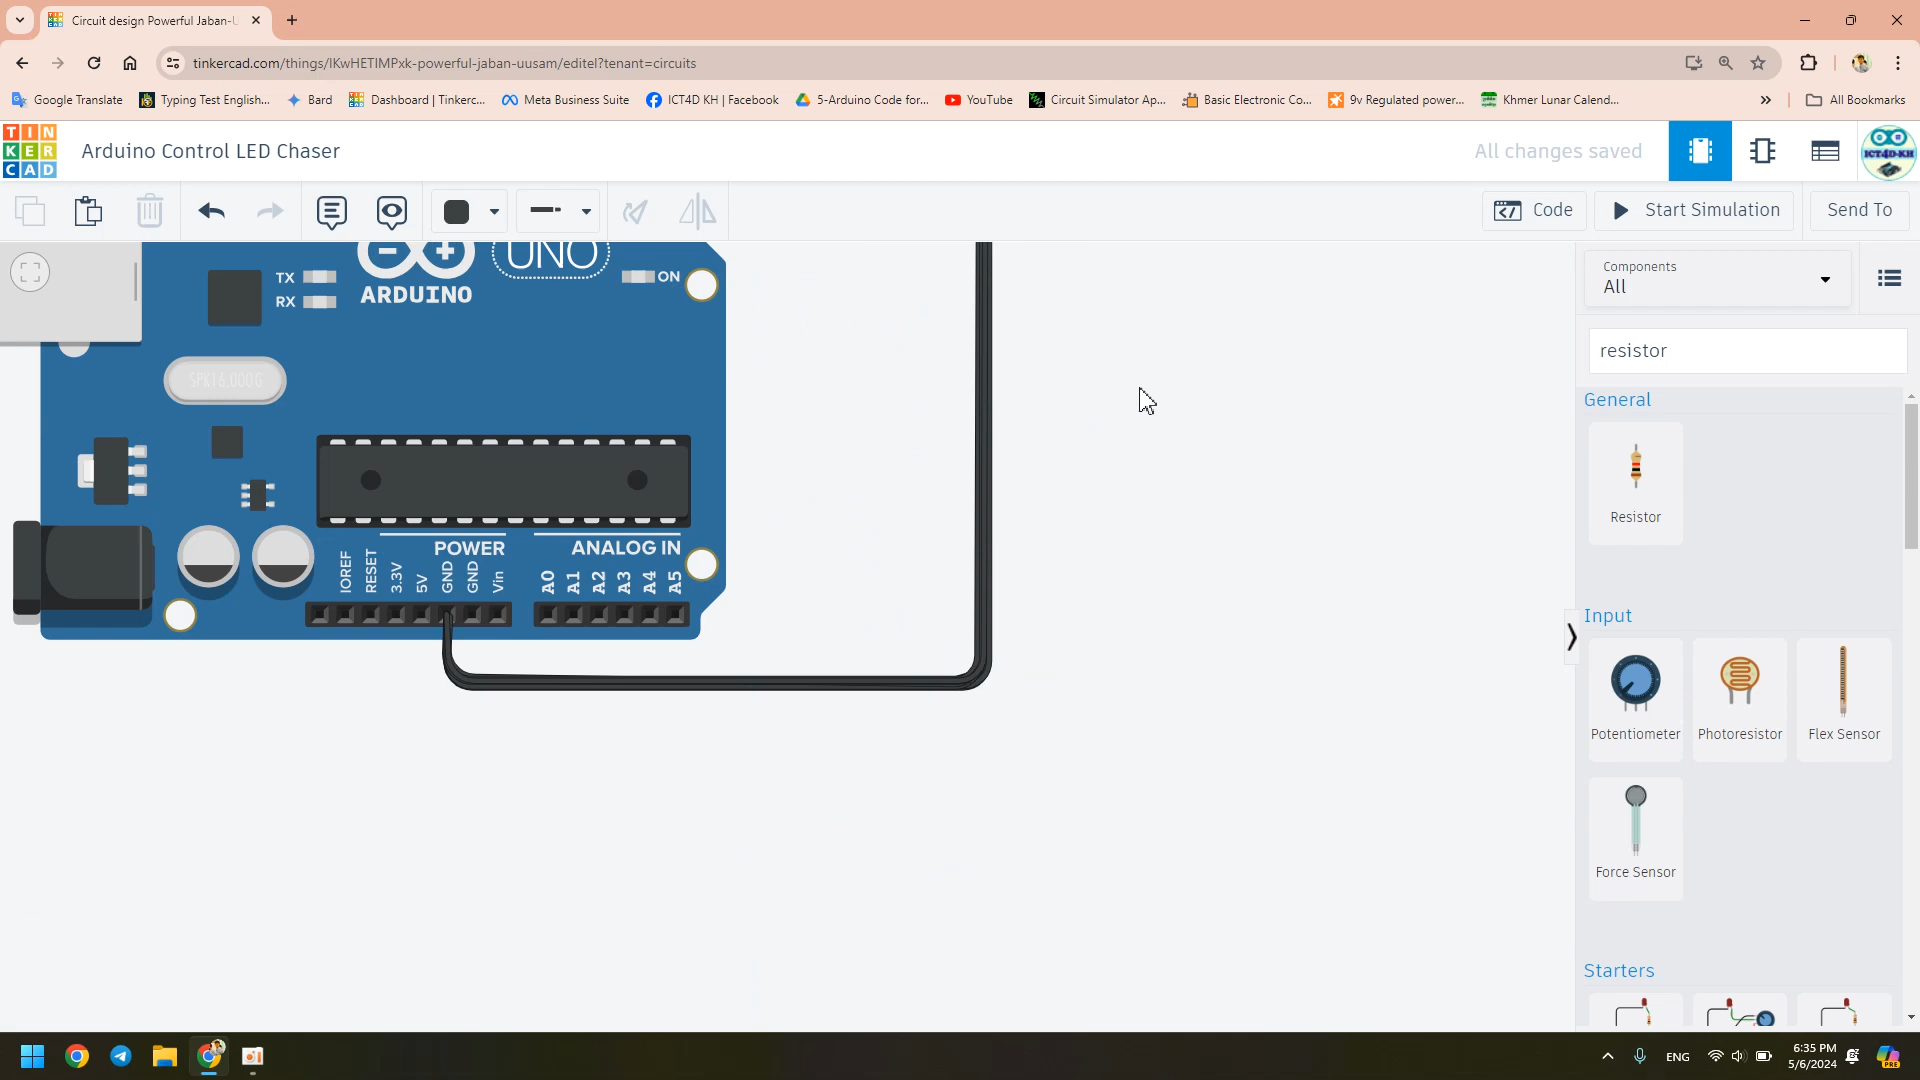 Circuit design Powerful Jaban-U
tinkercad.com/things/lKwHETIMPxk-powerful-jaban-uusam/editel?tenant=circuits
Google Translate
Typing Test English...
Bard
Dashboard | Tinkerc...
Meta Business Suite
ICT4D KH | Facebook
5-Arduino Code for...
YouTube
Circuit Simulator Ap...
Basic Electronic Co...
9v Regulated power...
Khmer Lunar Calend...
All Bookmarks
TIN
KER
CAD
Arduino Control LED Chaser
All changes saved
ICT4D-KH
Code
Start Simulation
Send To
Components
All
resistor
General
Resistor
Input
Potentiometer
Photoresistor
Flex Sensor
Force Sensor
Starters
UNO
TX
RX
ARDUINO
ON
SPK16.000G
POWER
ANALOG IN
IOREF
RESET
3.3V
5V
GND
GND
Vin
A0
A1
A2
A3
A4
A5
ENG
6:35 PM
5/6/2024
PRE